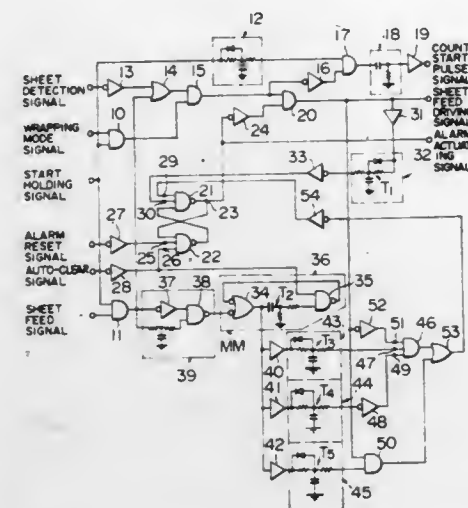 12
17
18
19
COUNT
START
PULSE
SIGNAL
13
14
15
16
SHEET
DETECTION
SIGNAL
10
20
SHEET FEED
DRIVING
SIGNAL
31
WRAPPING
MODE
SIGNAL
24
ALARM
ACTUATING
SIGNAL
32
START
HOLDING
SIGNAL
29
33
T1
30
21
23
54
27
ALARM
RESET
SIGNAL
25
26
22
AUTO-CLEAR
SIGNAL
28
36
37
38
34
T2
35
SHEET
FEED
SIGNAL
11
MM
39
43
52
51
46
53
40
T3
47
49
44
41
T4
48
42
T5
50
45